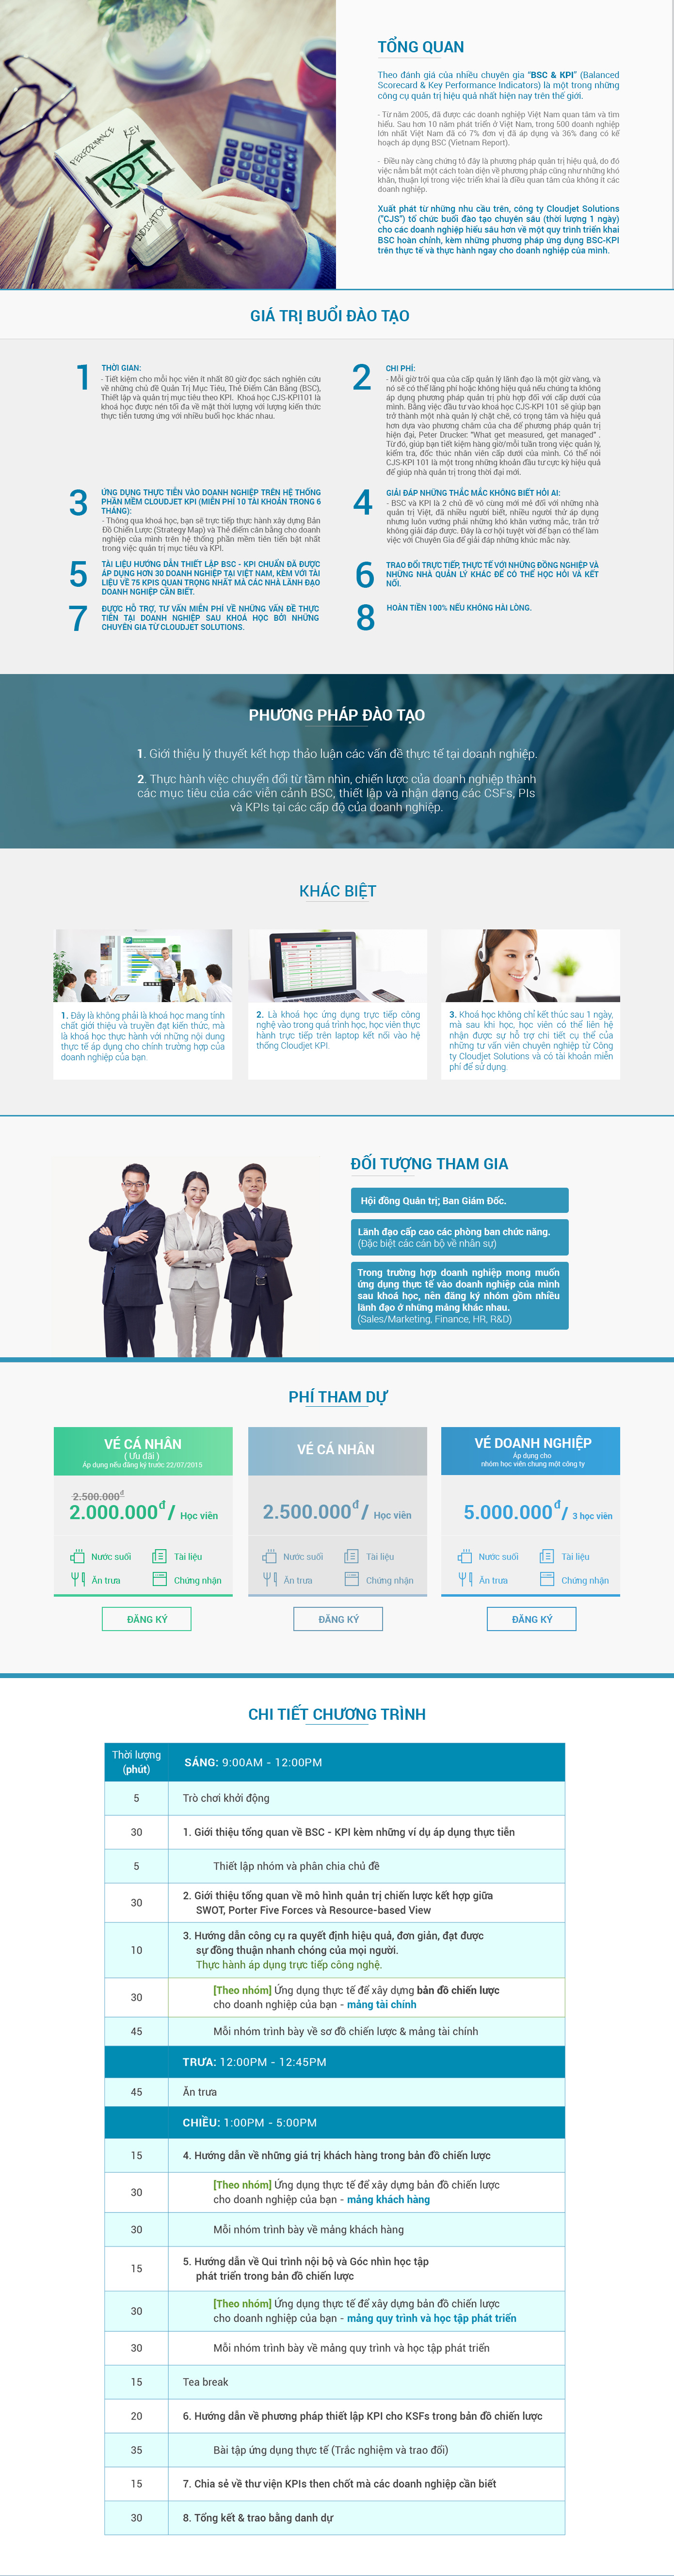 PERFORMANCE
KEY
KPI
INDICATOR
TỔNG QUAN
Theo đánh giá của nhiều chuyên gia “BSC & KPI” (Balanced
Scorecard & Key Performance Indicators) là một trong những
công cụ quản trị hiệu quả nhất hiện nay trên thế giới.
- Từ năm 2005, đã được các doanh nghiệp Việt Nam quan tâm và tìm
hiểu. Sau hơn 10 năm phát triển ở Việt Nam, trong 500 doanh nghiệp
lớn nhất Việt Nam đã có 7% đơn vị đã áp dụng và 36% đang có kế
hoạch áp dụng BSC (Vietnam Report).
- Điều này càng chứng tỏ đây là phương pháp quản trị hiệu quả, do đó
việc nắm bắt một cách toàn diện về phương pháp cũng như những khó
khăn, thuận lợi trong việc triển khai là điều quan tâm của không ít các
doanh nghiệp.
Xuất phát từ những nhu cầu trên, công ty Cloudjet Solutions
("CJS") tổ chức buổi đào tạo chuyên sâu (thời lượng 1 ngày)
cho các doanh nghiệp hiểu sâu hơn về một quy trình triển khai
BSC hoàn chỉnh, kèm những phương pháp ứng dụng BSC-KPI
trên thực tế và thực hành ngay cho doanh nghiệp của mình.
GIÁ TRỊ BUỔI ĐÀO TẠO
1
THỜI GIAN:
- Tiết kiệm cho mỗi học viên ít nhất 80 giờ đọc sách nghiên cứu
về những chủ đề Quản Trị Mục Tiêu, Thẻ Điểm Cân Bằng (BSC),
Thiết lập và quản trị mục tiêu theo KPI. Khoá học CJS-KPI101 là
khoá học được nén tối đa về mặt thời lượng với lượng kiến thức
thực tiễn tương ứng với nhiều buổi học khác nhau.
2
CHI PHÍ:
- Mỗi giờ trôi qua của cấp quản lý lãnh đạo là một giờ vàng, và
nó sẽ có thể lãng phí hoặc không hiệu quả nếu chúng ta không
áp dụng phương pháp quản trị phù hợp đối với cấp dưới của
mình. Bằng việc đầu tư vào khoá học CJS-KPI 101 sẽ giúp bạn
trở thành một nhà quản lý chặt chẽ, có trọng tâm và hiệu quả
hơn dựa vào phương châm của cha đẻ phương pháp quản trị
hiện đại, Peter Drucker: "What get measured, get managed" .
Từ đó, giúp bạn tiết kiệm hàng giờ/mỗi tuần trong việc quản lý,
kiểm tra, đốc thúc nhân viên cấp dưới của mình. Có thể nói
CJS-KPI 101 là một trong những khoản đầu tư cực kỳ hiệu quả
để giúp nhà quản trị trong thời đại mới.
3
ỨNG DỤNG THỰC TIỄN VÀO DOANH NGHIỆP TRÊN HỆ THỐNG
PHẦN MỀM CLOUDJET KPI (MIỄN PHÍ 10 TÀI KHOẢN TRONG 6
THÁNG):
- Thông qua khoá học, bạn sẽ trực tiếp thực hành xây dựng Bản
Đồ Chiến Lược (Strategy Map) và Thẻ điểm cân bằng cho doanh
nghiệp của mình trên hệ thống phần mềm tiên tiến bật nhất
trong việc quản trị mục tiêu và KPI.
4
GIẢI ĐÁP NHỮNG THẮC MẮC KHÔNG BIẾT HỎI AI:
- BSC và KPI là 2 chủ đề vô cùng mới mẻ đối với những nhà
quản trị Việt, đã nhiều người biết, nhiều người thử áp dụng
nhưng luôn vướng phải những khó khăn vướng mắc, trăn trở
không giải đáp được. Đây là cơ hội tuyệt vời để bạn có thể làm
việc với Chuyên Gia để giải đáp những khúc mắc này.
5
TÀI LIỆU HƯỚNG DẪN THIẾT LẬP BSC - KPI CHUẨN ĐÃ ĐƯỢC
ÁP DỤNG HƠN 30 DOANH NGHIỆP TẠI VIỆT NAM, KÈM VỚI TÀI
LIỆU VỀ 75 KPIS QUAN TRỌNG NHẤT MÀ CÁC NHÀ LÃNH ĐẠO
DOANH NGHIỆP CẦN BIẾT.
6
TRAO ĐỔI TRỰC TIẾP, THỰC TẾ VỚI NHỮNG ĐỒNG NGHIỆP VÀ
NHỮNG NHÀ QUẢN LÝ KHÁC ĐỂ CÓ THỂ HỌC HỎI VÀ KẾT
NỐI.
7
ĐƯỢC HỖ TRỢ, TƯ VẤN MIỄN PHÍ VỀ NHỮNG VẤN ĐỀ THỰC
TIỄN TẠI DOANH NGHIỆP SAU KHOÁ HỌC BỞI NHỮNG
CHUYÊN GIA TỪ CLOUDJET SOLUTIONS.
8
HOÀN TIỀN 100% NẾU KHÔNG HÀI LÒNG.
PHƯƠNG PHÁP ĐÀO TẠO
1. Giới thiệu lý thuyết kết hợp thảo luận các vấn đề thực tế tại doanh nghiệp.
2. Thực hành việc chuyển đổi từ tầm nhìn, chiến lược của doanh nghiệp thành
các mục tiêu của các viễn cảnh BSC, thiết lập và nhận dạng các CSFs, PIs
và KPIs tại các cấp độ của doanh nghiệp.
KHÁC BIỆT
1. Đây là không phải là khoá học mang tính
chất giới thiệu và truyền đạt kiến thức, mà
là khoá học thực hành với những nội dung
thực tế áp dụng cho chính trường hợp của
doanh nghiệp của bạn.
2. Là khoá học ứng dụng trực tiếp công
nghệ vào trong quá trình học, học viên thực
hành trực tiếp trên laptop kết nối vào hệ
thống Cloudjet KPI.
3. Khoá học không chỉ kết thúc sau 1 ngày,
mà sau khi học, học viên có thể liên hệ
nhận được sự hỗ trợ chi tiết cụ thể của
những tư vấn viên chuyên nghiệp từ Công
ty Cloudjet Solutions và có tài khoản miễn
phí để sử dụng.
ĐỐI TƯỢNG THAM GIA
Hội đồng Quản trị; Ban Giám Đốc.
Lãnh đạo cấp cao các phòng ban chức năng.
(Đặc biệt các cán bộ về nhân sự)
Trong trường hợp doanh nghiệp mong muốn
ứng dụng thực tế vào doanh nghiệp của mình
sau khoá học, nên đăng ký nhóm gồm nhiều
lãnh đạo ở những mảng khác nhau.
(Sales/Marketing, Finance, HR, R&D)
PHÍ THAM DỰ
VÉ CÁ NHÂN
( Ưu đãi )
Áp dụng nếu đăng ký trước 22/07/2015
2.500.000đ
2.000.000đ/ Học viên
Nước suối
Tài liệu
Ăn trưa
Chứng nhận
ĐĂNG KÝ
VÉ CÁ NHÂN
2.500.000đ/ Học viên
Nước suối
Tài liệu
Ăn trưa
Chứng nhận
ĐĂNG KÝ
VÉ DOANH NGHIỆP
Áp dụng cho
nhóm học viên chung một công ty
5.000.000đ/ 3 học viên
Nước suối
Tài liệu
Ăn trưa
Chứng nhận
ĐĂNG KÝ
CHI TIẾT CHƯƠNG TRÌNH
Thời lượng
(phút)
SÁNG: 9:00AM - 12:00PM
5 Trò chơi khởi động
30 1. Giới thiệu tổng quan về BSC - KPI kèm những ví dụ áp dụng thực tiễn
5 Thiết lập nhóm và phân chia chủ đề
30 2. Giới thiệu tổng quan về mô hình quản trị chiến lược kết hợp giữa
SWOT, Porter Five Forces và Resource-based View
10 3. Hướng dẫn công cụ ra quyết định hiệu quả, đơn giản, đạt được
sự đồng thuận nhanh chóng của mọi người.
Thực hành áp dụng trực tiếp công nghệ.
30 [Theo nhóm] Ứng dụng thực tế để xây dựng bản đồ chiến lược
cho doanh nghiệp của bạn - mảng tài chính
45 Mỗi nhóm trình bày về sơ đồ chiến lược & mảng tài chính
TRƯA: 12:00PM - 12:45PM
45 Ăn trưa
CHIỀU: 1:00PM - 5:00PM
15 4. Hướng dẫn về những giá trị khách hàng trong bản đồ chiến lược
30 [Theo nhóm] Ứng dụng thực tế để xây dựng bản đồ chiến lược
cho doanh nghiệp của bạn - mảng khách hàng
30 Mỗi nhóm trình bày về mảng khách hàng
15 5. Hướng dẫn về Qui trình nội bộ và Góc nhìn học tập
phát triển trong bản đồ chiến lược
30 [Theo nhóm] Ứng dụng thực tế để xây dựng bản đồ chiến lược
cho doanh nghiệp của bạn - mảng quy trình và học tập phát triển
30 Mỗi nhóm trình bày về mảng quy trình và học tập phát triển
15 Tea break
20 6. Hướng dẫn về phương pháp thiết lập KPI cho KSFs trong bản đồ chiến lược
35 Bài tập ứng dụng thực tế (Trắc nghiệm và trao đổi)
15 7. Chia sẻ về thư viện KPIs then chốt mà các doanh nghiệp cần biết
30 8. Tổng kết & trao bằng danh dự